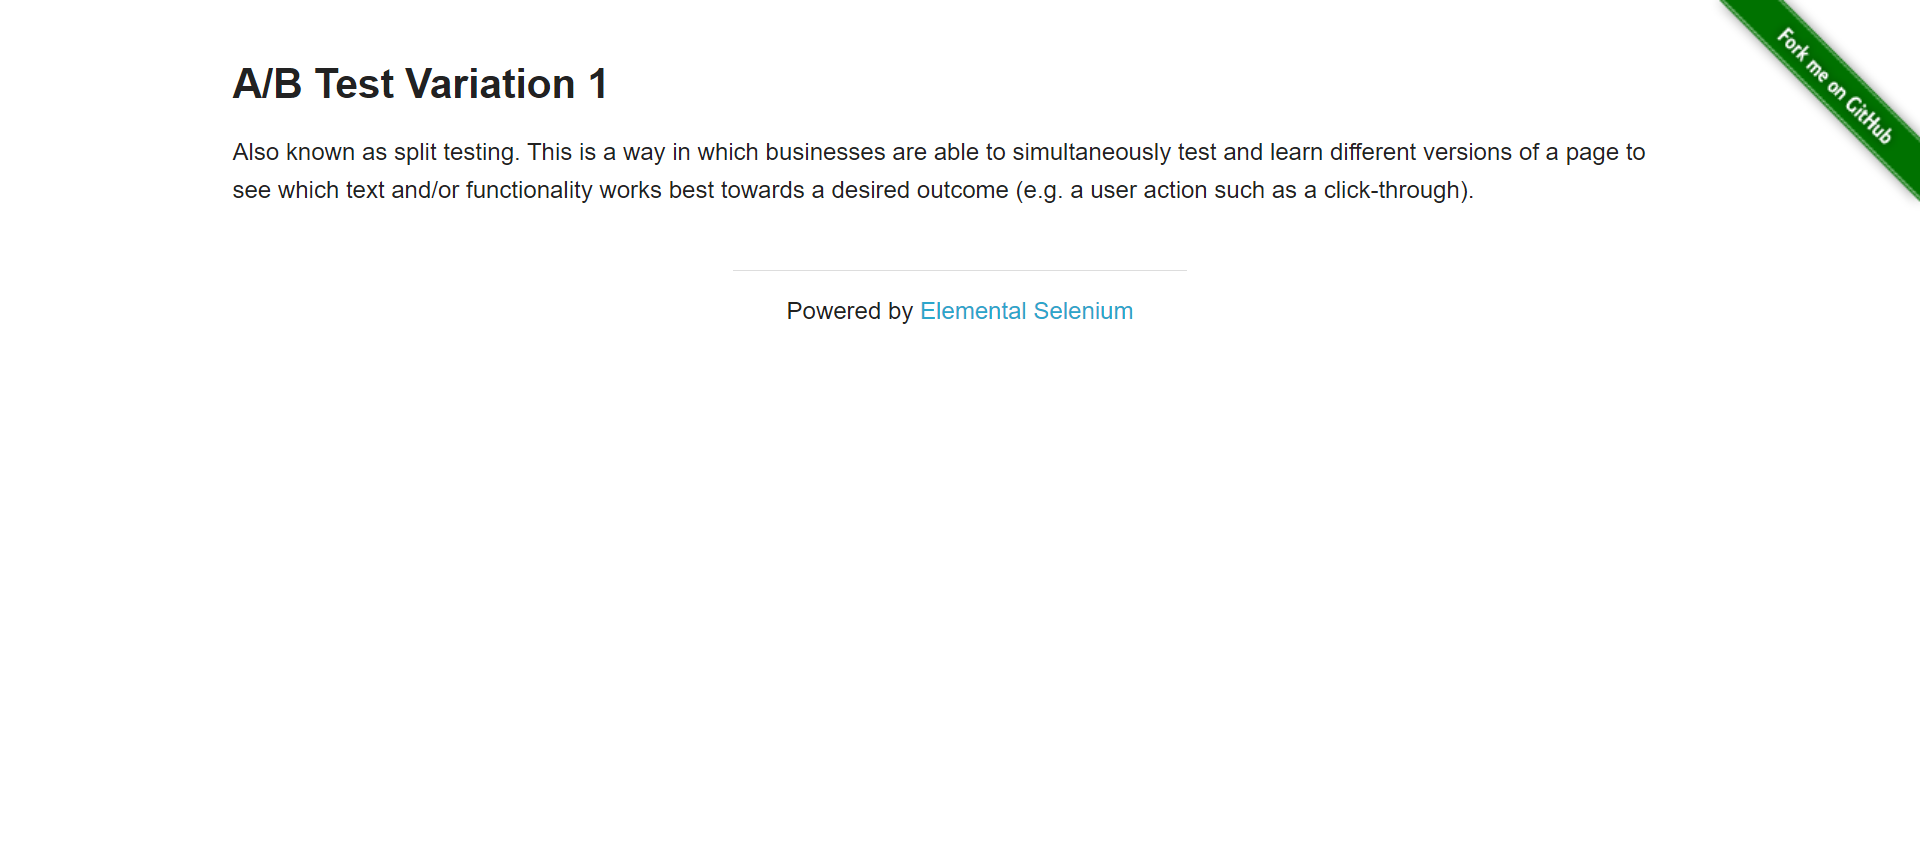 Fork me on GitHub
A/B Test Variation 1
Also known as split testing. This is a way in which businesses are able to simultaneously test and learn different versions of a page to
see which text and/or functionality works best towards a desired outcome (e.g. a user action such as a click-through).
Powered by Elemental Selenium